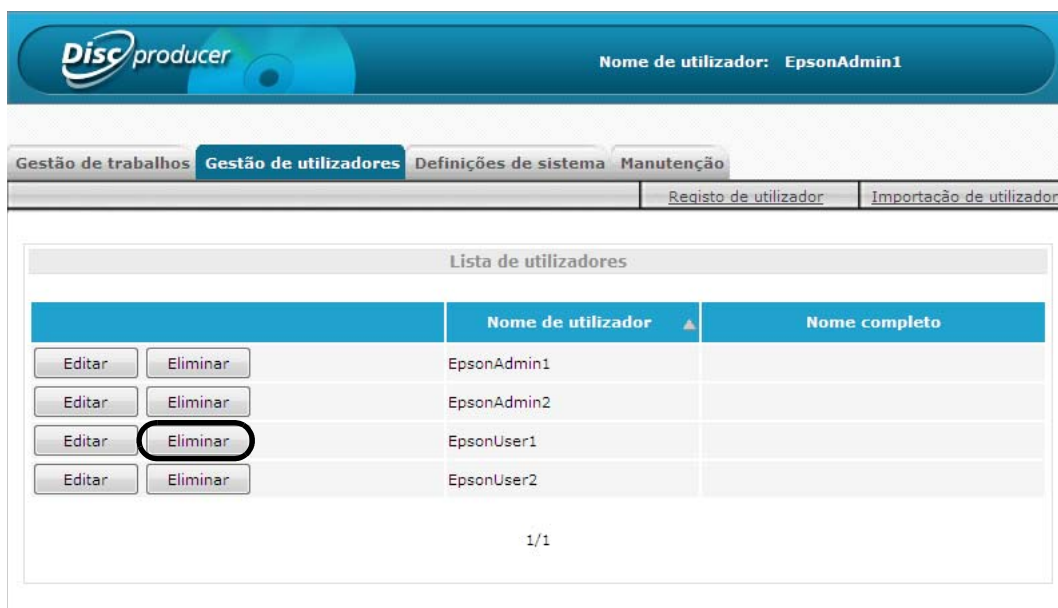 Disc producer
Nome de utilizador: EpsonAdmin1
Gestão de trabalhos Gestão de utilizadores Definições de sistema Manutenção
Registo de utilizador Importação de utilizador
Lista de utilizadores
Nome de utilizador Nome completo
Editar Eliminar EpsonAdmin1
Editar Eliminar EpsonAdmin2
Editar Eliminar EpsonUser1
Editar Eliminar EpsonUser2
1/1